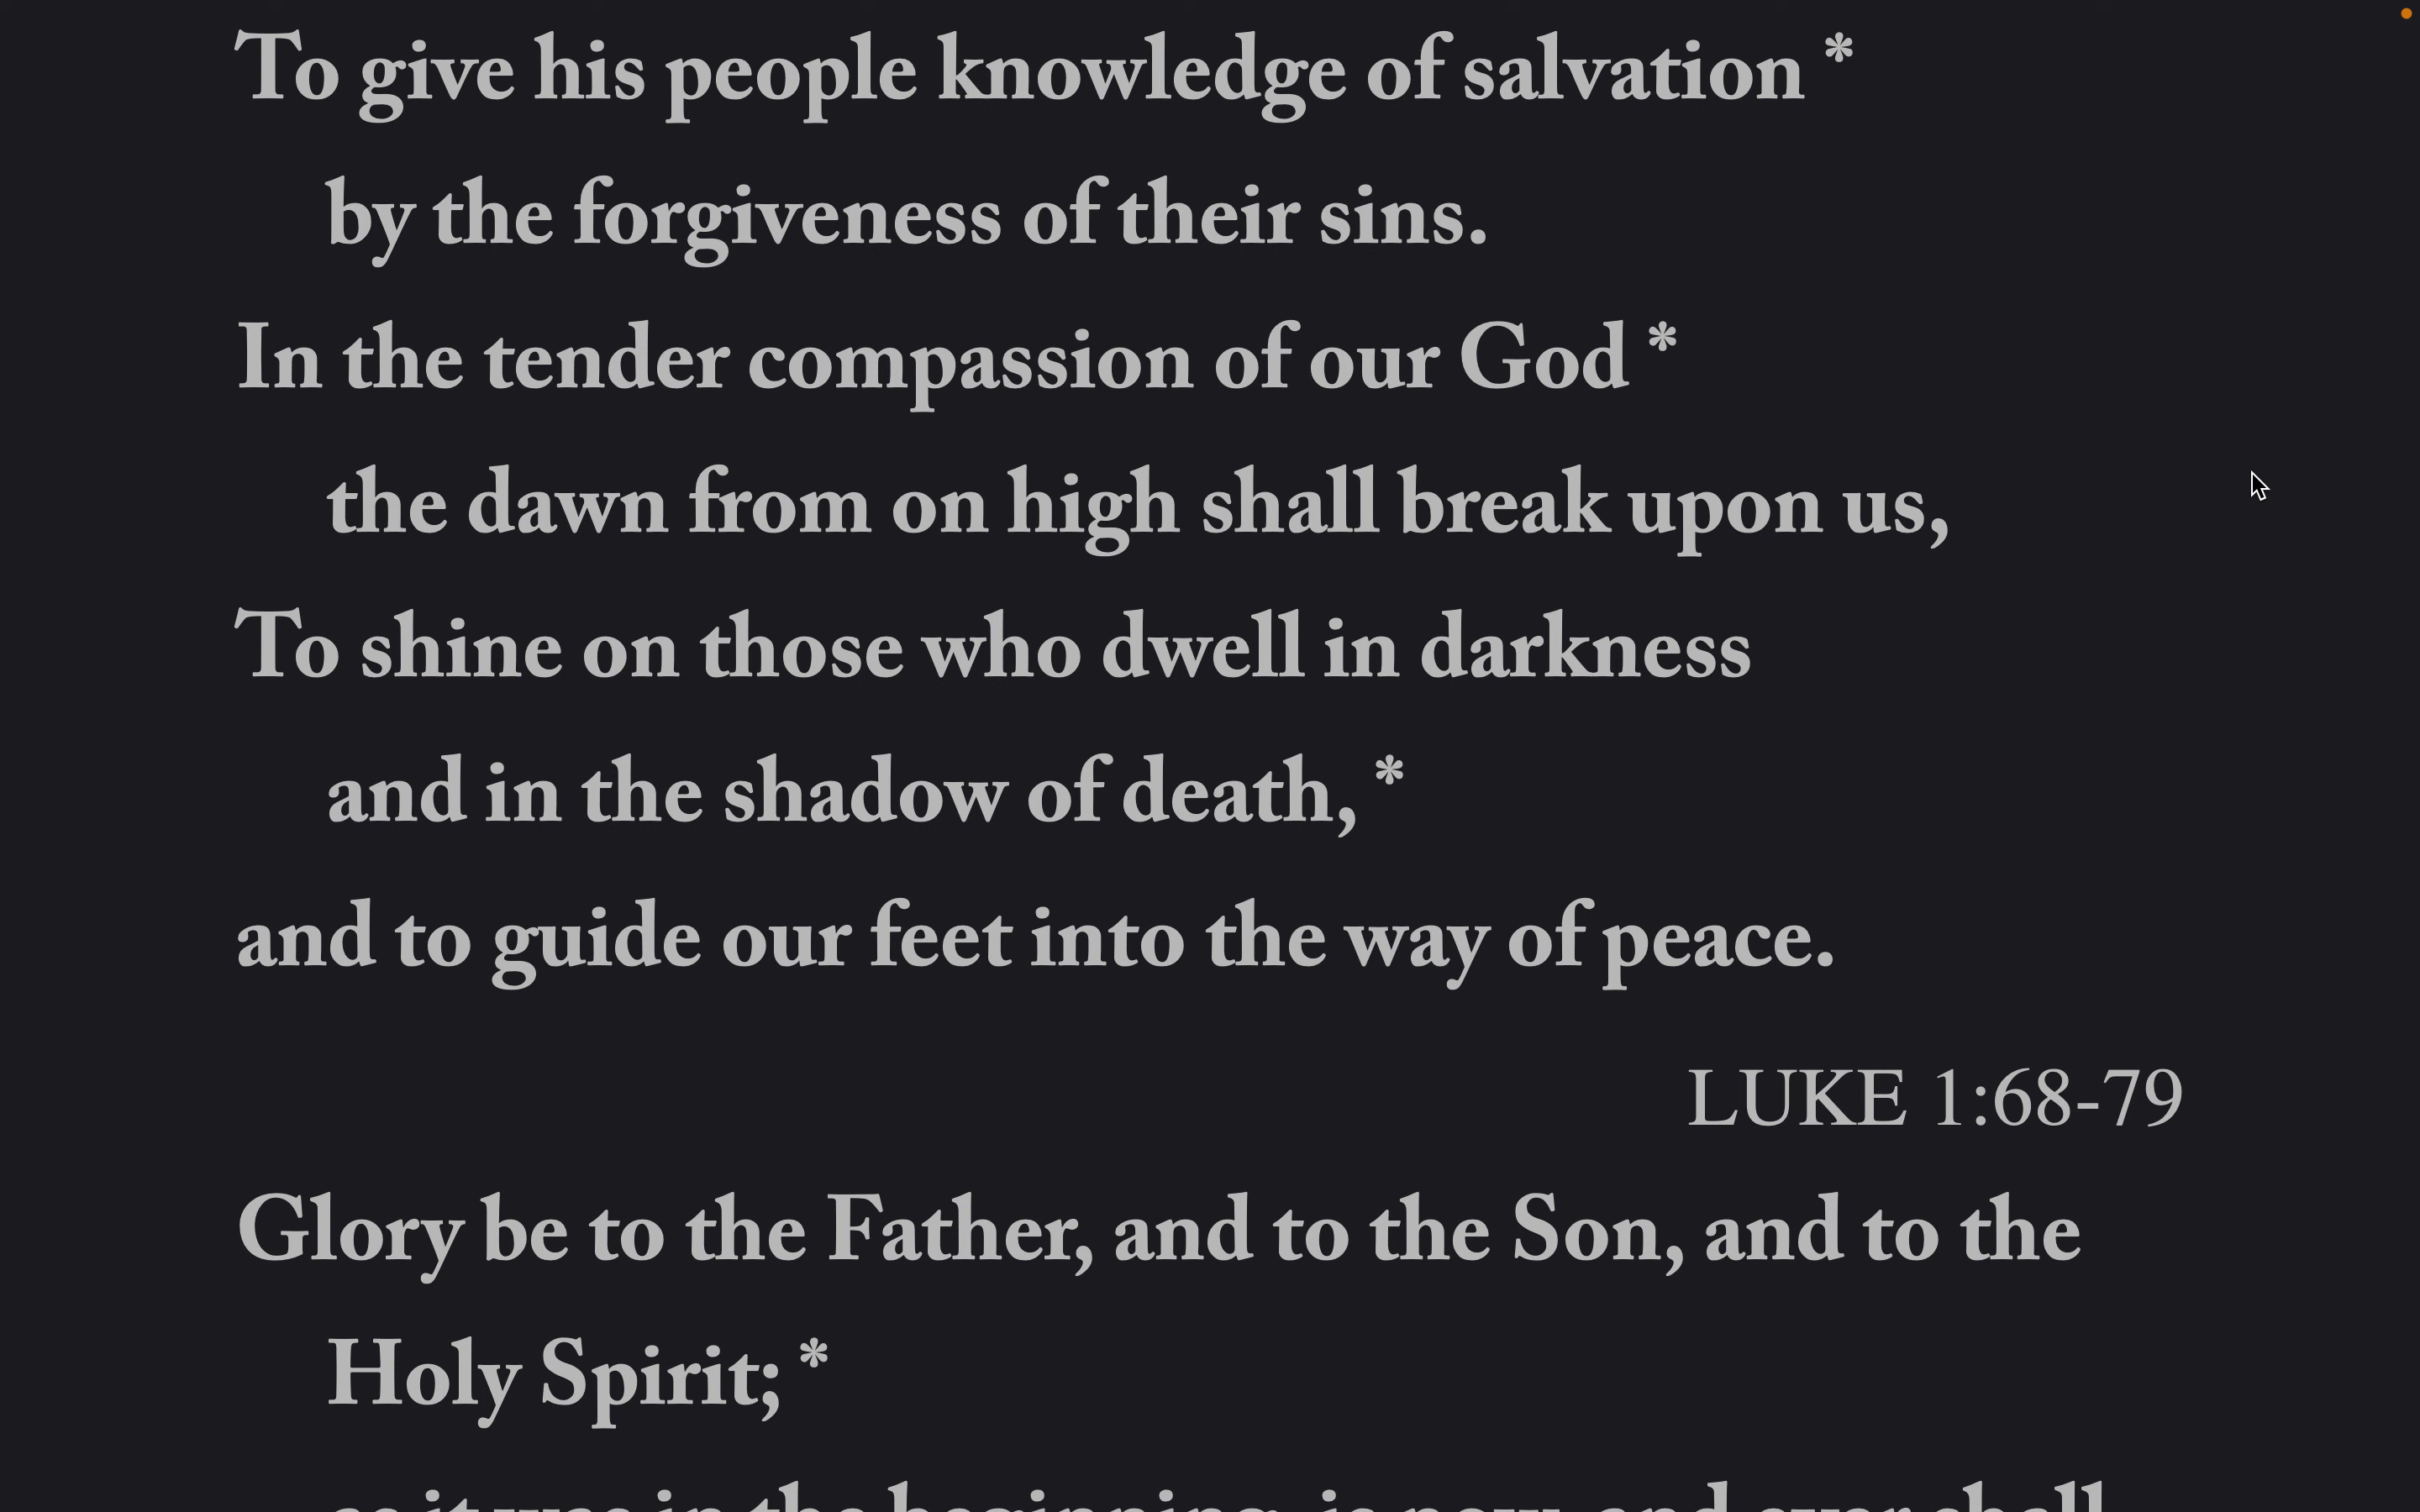 To give his people knowledge of salvation *
by the forgiveness of their sins.
In the tender compassion of our God *
the dawn from on high shall break upon us,
To shine on those who dwell in darkness
and in the shadow of death, *
and to guide our feet into the way of peace.
LUKE 1:68-79
Glory be to the Father, and to the Son, and to the
Holy Spirit; *